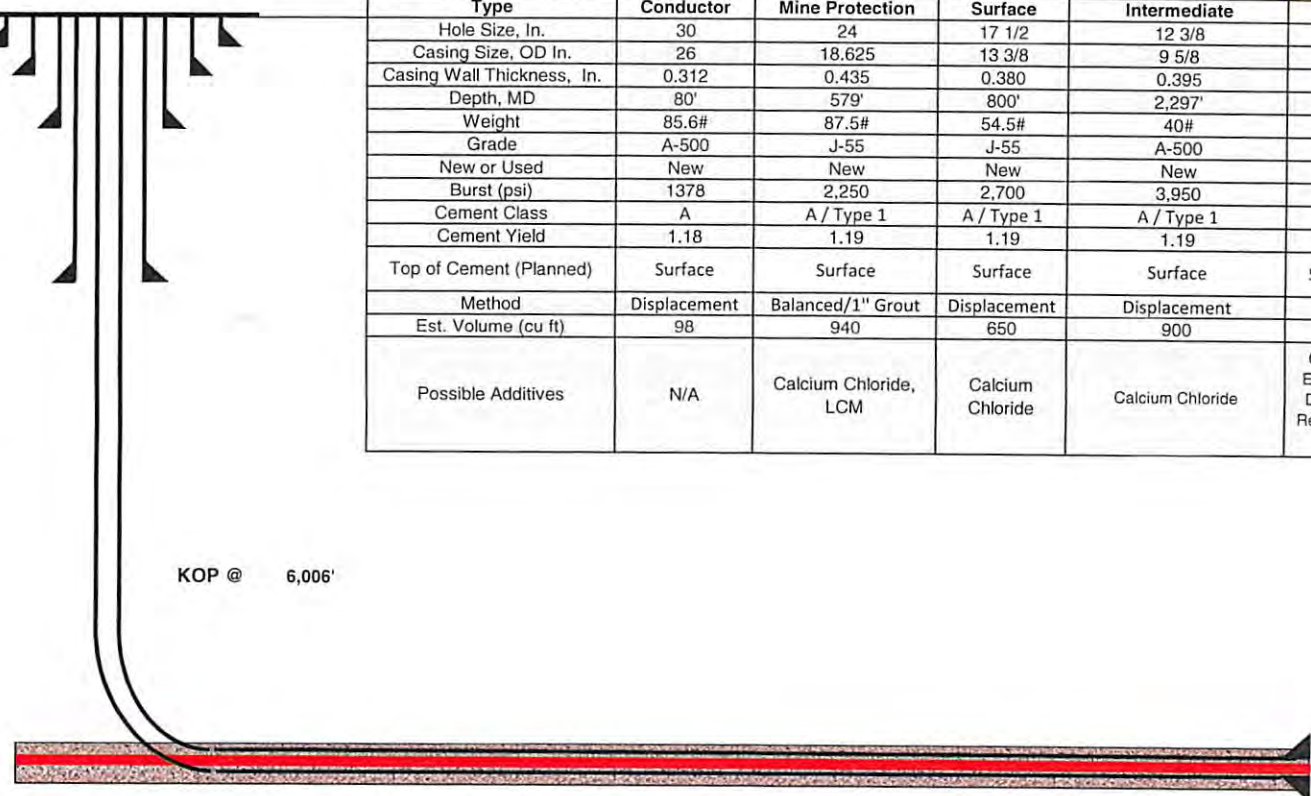 Type Conductor Mine Protection Surface Intermediate
Hole Size, In. 30 24 17 1/2 12 3/8
Casing Size, OD In. 26 18.625 13 3/8 9 5/8
Casing Wall Thickness, In. 0.312 0.435 0.380 0.395
Depth, MD 80' 579' 800' 2,297'
Weight 85.6# 87.5# 54.5# 40#
Grade A-500 J-55 J-55 A-500
New or Used New New New New
Burst (psi) 1378 2,250 2,700 3,950
Cement Class A A / Type 1 A / Type 1 A / Type 1
Cement Yield 1.18 1.19 1.19 1.19
Top of Cement (Planned) Surface Surface Surface Surface
Method Displacement Balanced/1" Grout Displacement Displacement
Est. Volume (cu ft) 98 940 650 900
Possible Additives N/A Calcium Chloride, LCM Calcium Chloride Calcium Chloride
KOP @ 6,006'